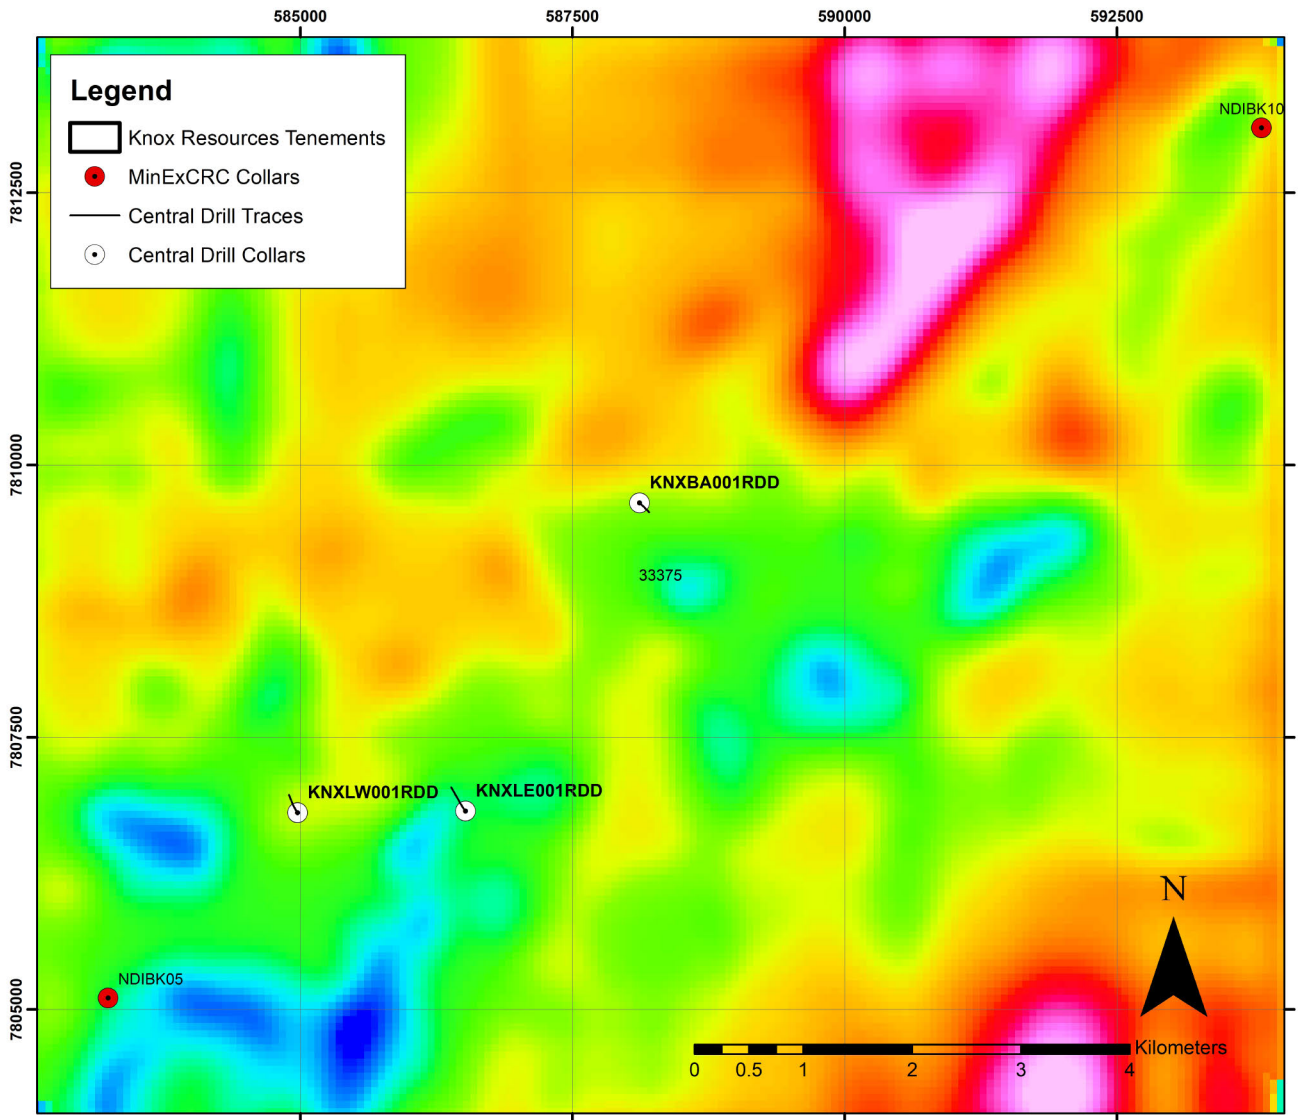 585000 587500 590000 592500
Legend
Knox Resources Tenements
MinExCRC Collars
Central Drill Traces
Central Drill Collars
NDIBK10
7812500
7810000
KNXBA001RDD
33375
7807500
KNXLW001RDD KNXLE001RDD
N
NDIBK05
7805000
Kilometers
0 0.5 1 2 3 4